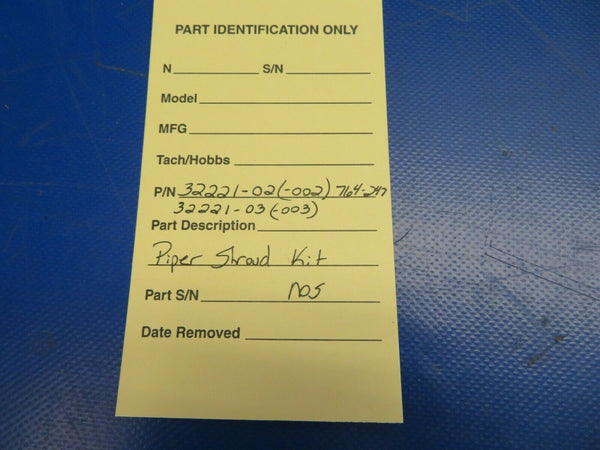 PART IDENTIFICATION ONLY
N S/N
Model
MFG
Tach/Hobbs
P/N 32221-02(-002) 764-247
32221-03(-003)
Part Description
Piper Shroud Kit
Part S/N NOS
Date Removed